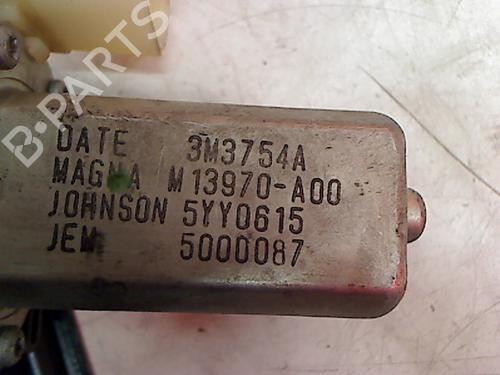 B-PARTS
DATE 3M3754A
MAGNA M13970-A00
JOHNSON 5YY0615
JEM 5000087